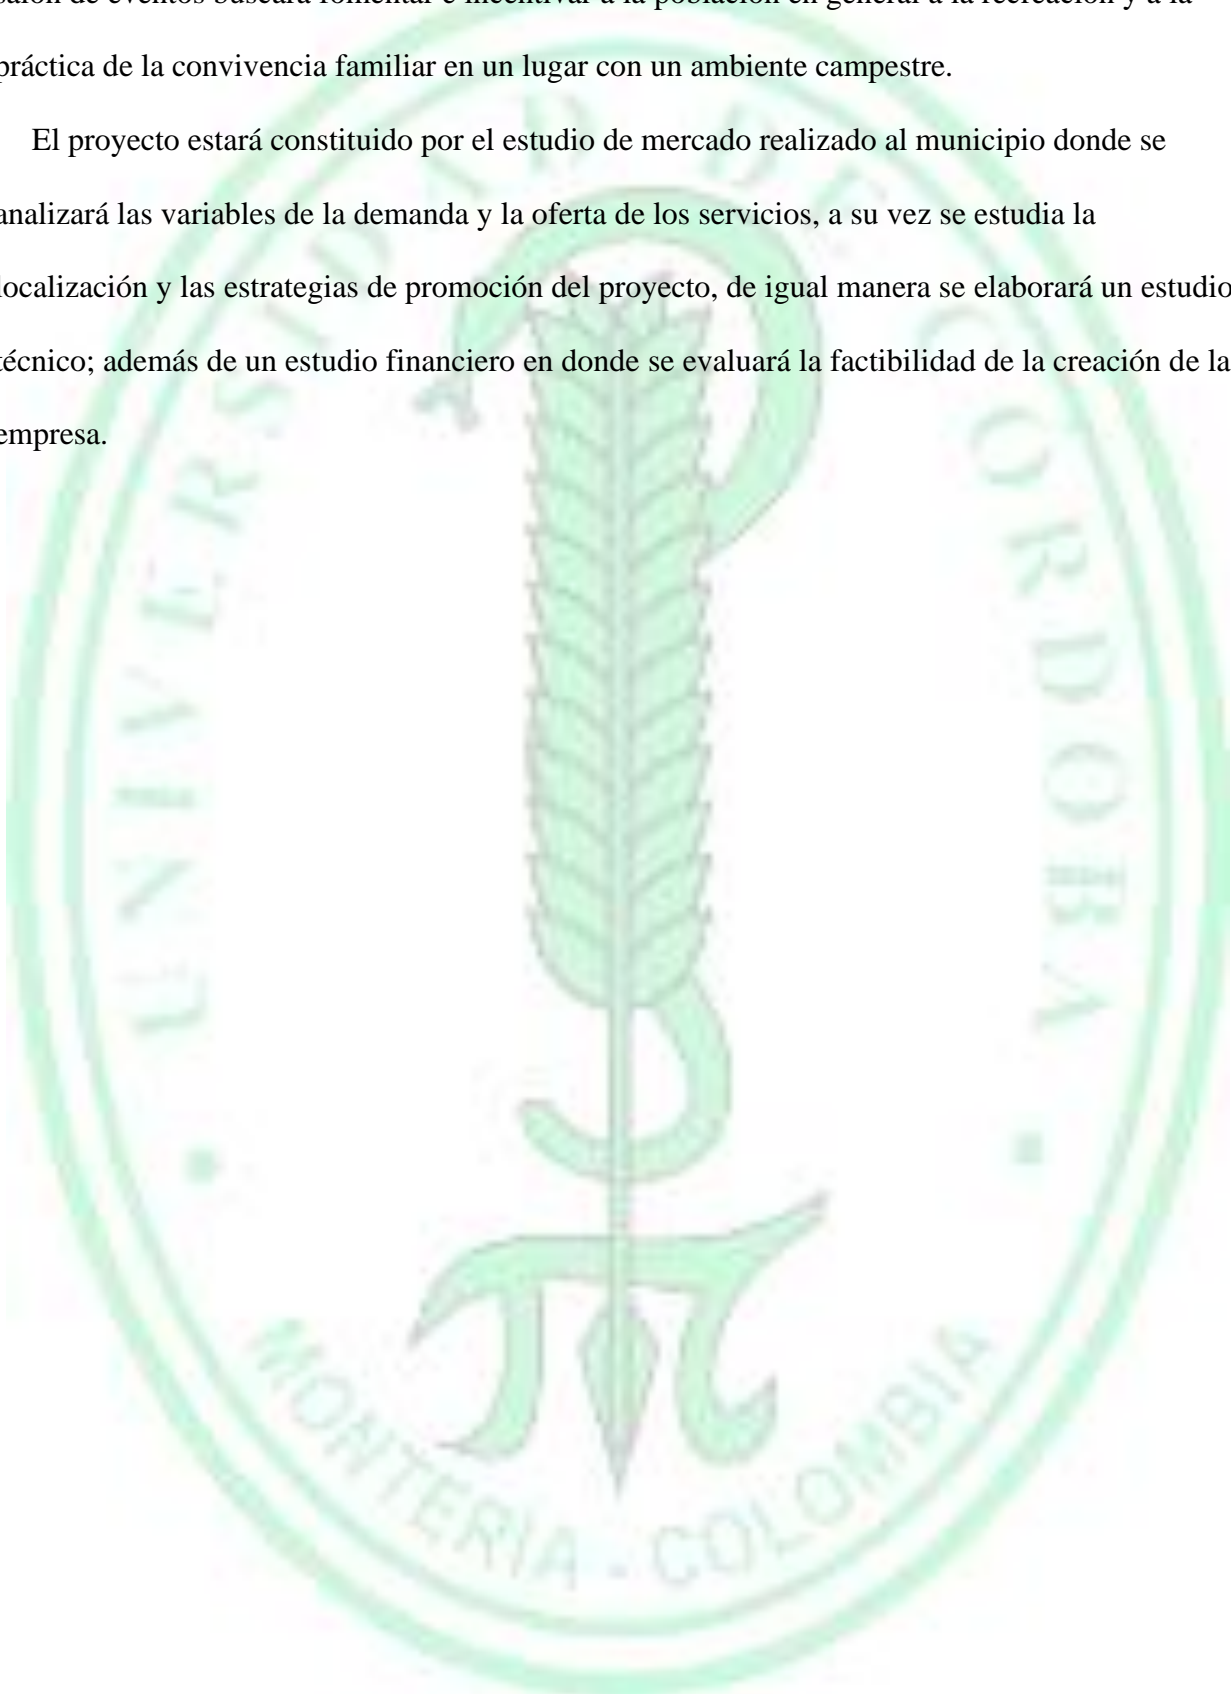 salón de eventos buscará fomentar e incentivar a la población en general a la recreación y a la
práctica de la convivencia familiar en un lugar con un ambiente campestre.
El proyecto estará constituido por el estudio de mercado realizado al municipio donde se
analizará las variables de la demanda y la oferta de los servicios, a su vez se estudia la
localización y las estrategias de promoción del proyecto, de igual manera se elaborará un estudio
técnico; además de un estudio financiero en donde se evaluará la factibilidad de la creación de la
empresa.
UNIVERSIDAD DE CORDOBA
MONTERIA - COLOMBIA